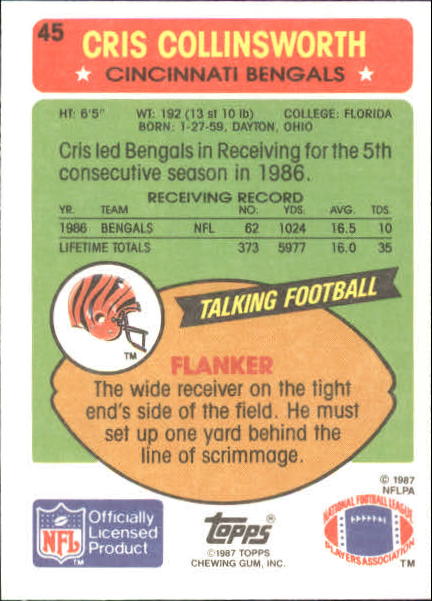 45
CRIS COLLINSWORTH
CINCINNATI BENGALS
HT: 6'5" WT: 192 (13 st 10 lb) COLLEGE: FLORIDA
BORN: 1-27-59, DAYTON, OHIO
Cris led Bengals in Receiving for the 5th
consecutive season in 1986.
RECEIVING RECORD
YR. TEAM NO. YDS. AVG. TDS.
1986 BENGALS NFL 62 1024 16.5 10
LIFETIME TOTALS 373 5977 16.0 35
TM
TALKING FOOTBALL
FLANKER
The wide receiver on the tight
end's side of the field. He must
set up one yard behind the
line of scrimmage.
© 1987
NFLPA
NFL
TM
Officially
Licensed
Product
Topps®
©1987 TOPPS
CHEWING GUM, INC.
NATIONAL FOOTBALL LEAGUE
PLAYERS ASSOCIATION
TM